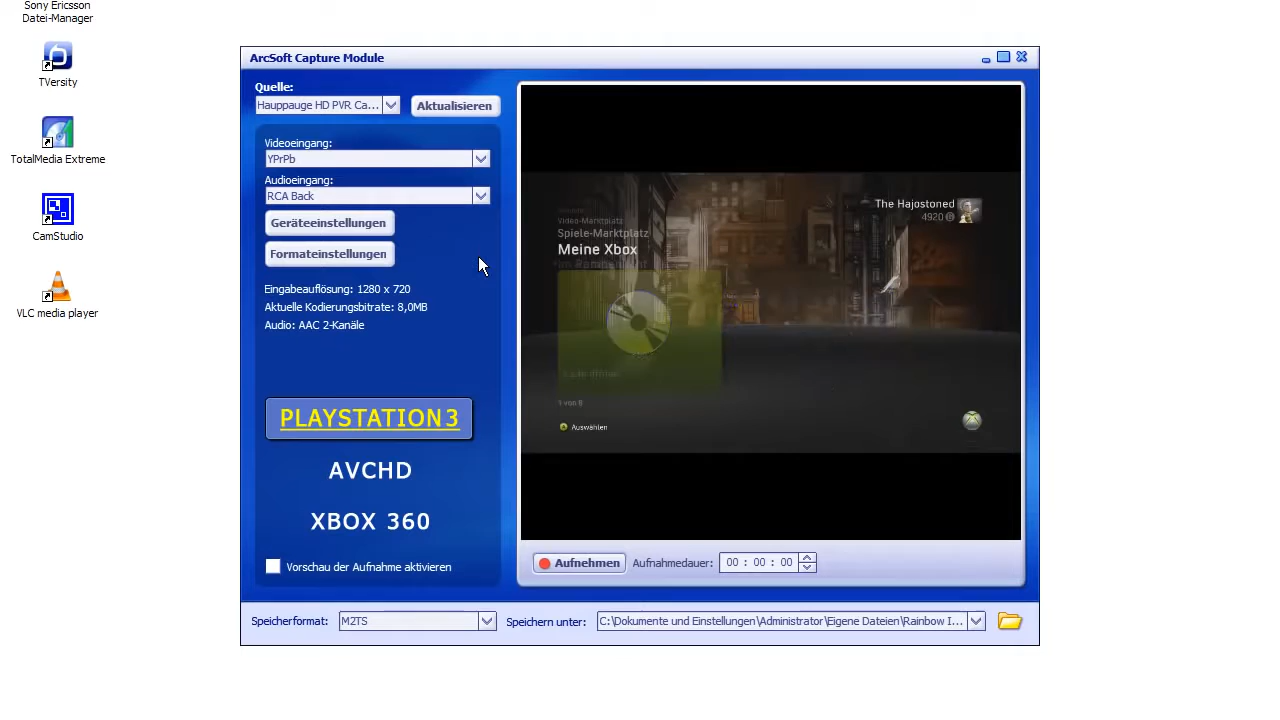 Sony Ericsson
Datei-Manager
TVersity
TotalMedia Extreme
CamStudio
VLC media player
ArcSoft Capture Module
Quelle:
Hauppauge HD PVR Ca...
Aktualisieren
Videoeingang:
YPrPb
Audioeingang:
RCA Back
Geräteeinstellungen
Formateinstellungen
Eingabeauflösung: 1280 x 720
Aktuelle Kodierungsbitrate: 8,0MB
Audio: AAC 2-Kanäle
PLAYSTATION3
AVCHD
XBOX 360
Vorschau der Aufnahme aktivieren
The Hajostoned
4920 G
Video-Marktplatz
Spiele-Marktplatz
Meine Xbox
1 von 9
A Auswählen
Aufnehmen
Aufnahmedauer:
00 : 00 : 00
Speicherformat:
M2TS
Speichern unter:
C:\Dokumente und Einstellungen\Administrator\Eigene Dateien\Rainbow I...